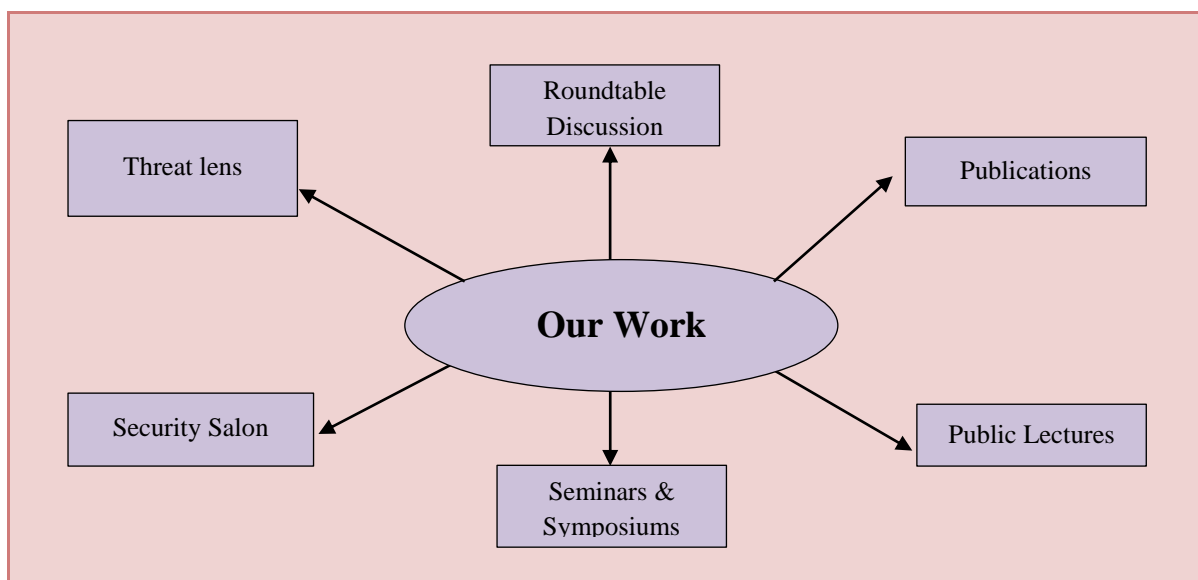 Roundtable
Discussion
Threat lens
Publications
Our Work
Security Salon
Public Lectures
Seminars &
Symposiums